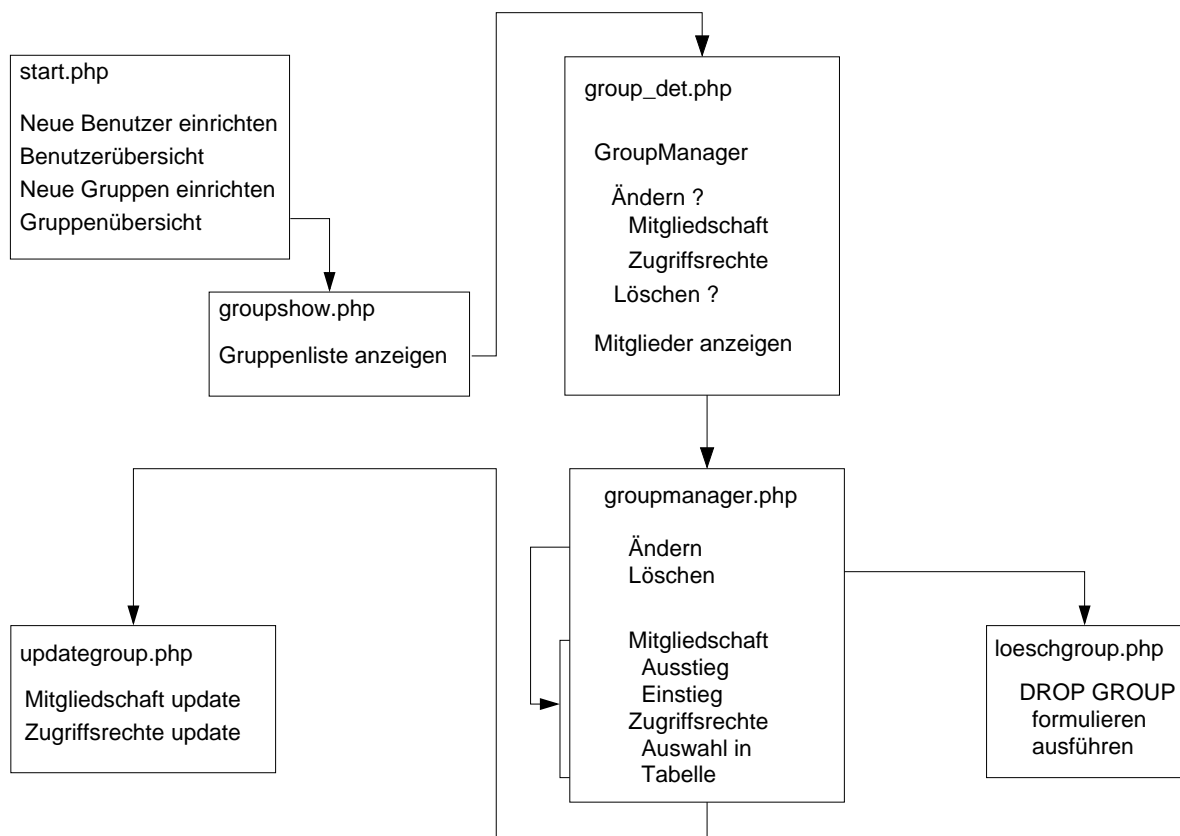 start.php
Neue Benutzer einrichten
Benutzerübersicht
Neue Gruppen einrichten
Gruppenübersicht
groupshow.php
Gruppenliste anzeigen
group_det.php
GroupManager
Ändern ?
Mitgliedschaft
Zugriffsrechte
Löschen ?
Mitglieder anzeigen
groupmanager.php
Ändern
Löschen
Mitgliedschaft
Ausstieg
Einstieg
Zugriffsrechte
Auswahl in
Tabelle
updategroup.php
Mitgliedschaft update
Zugriffsrechte update
loeschgroup.php
DROP GROUP
formulieren
ausführen